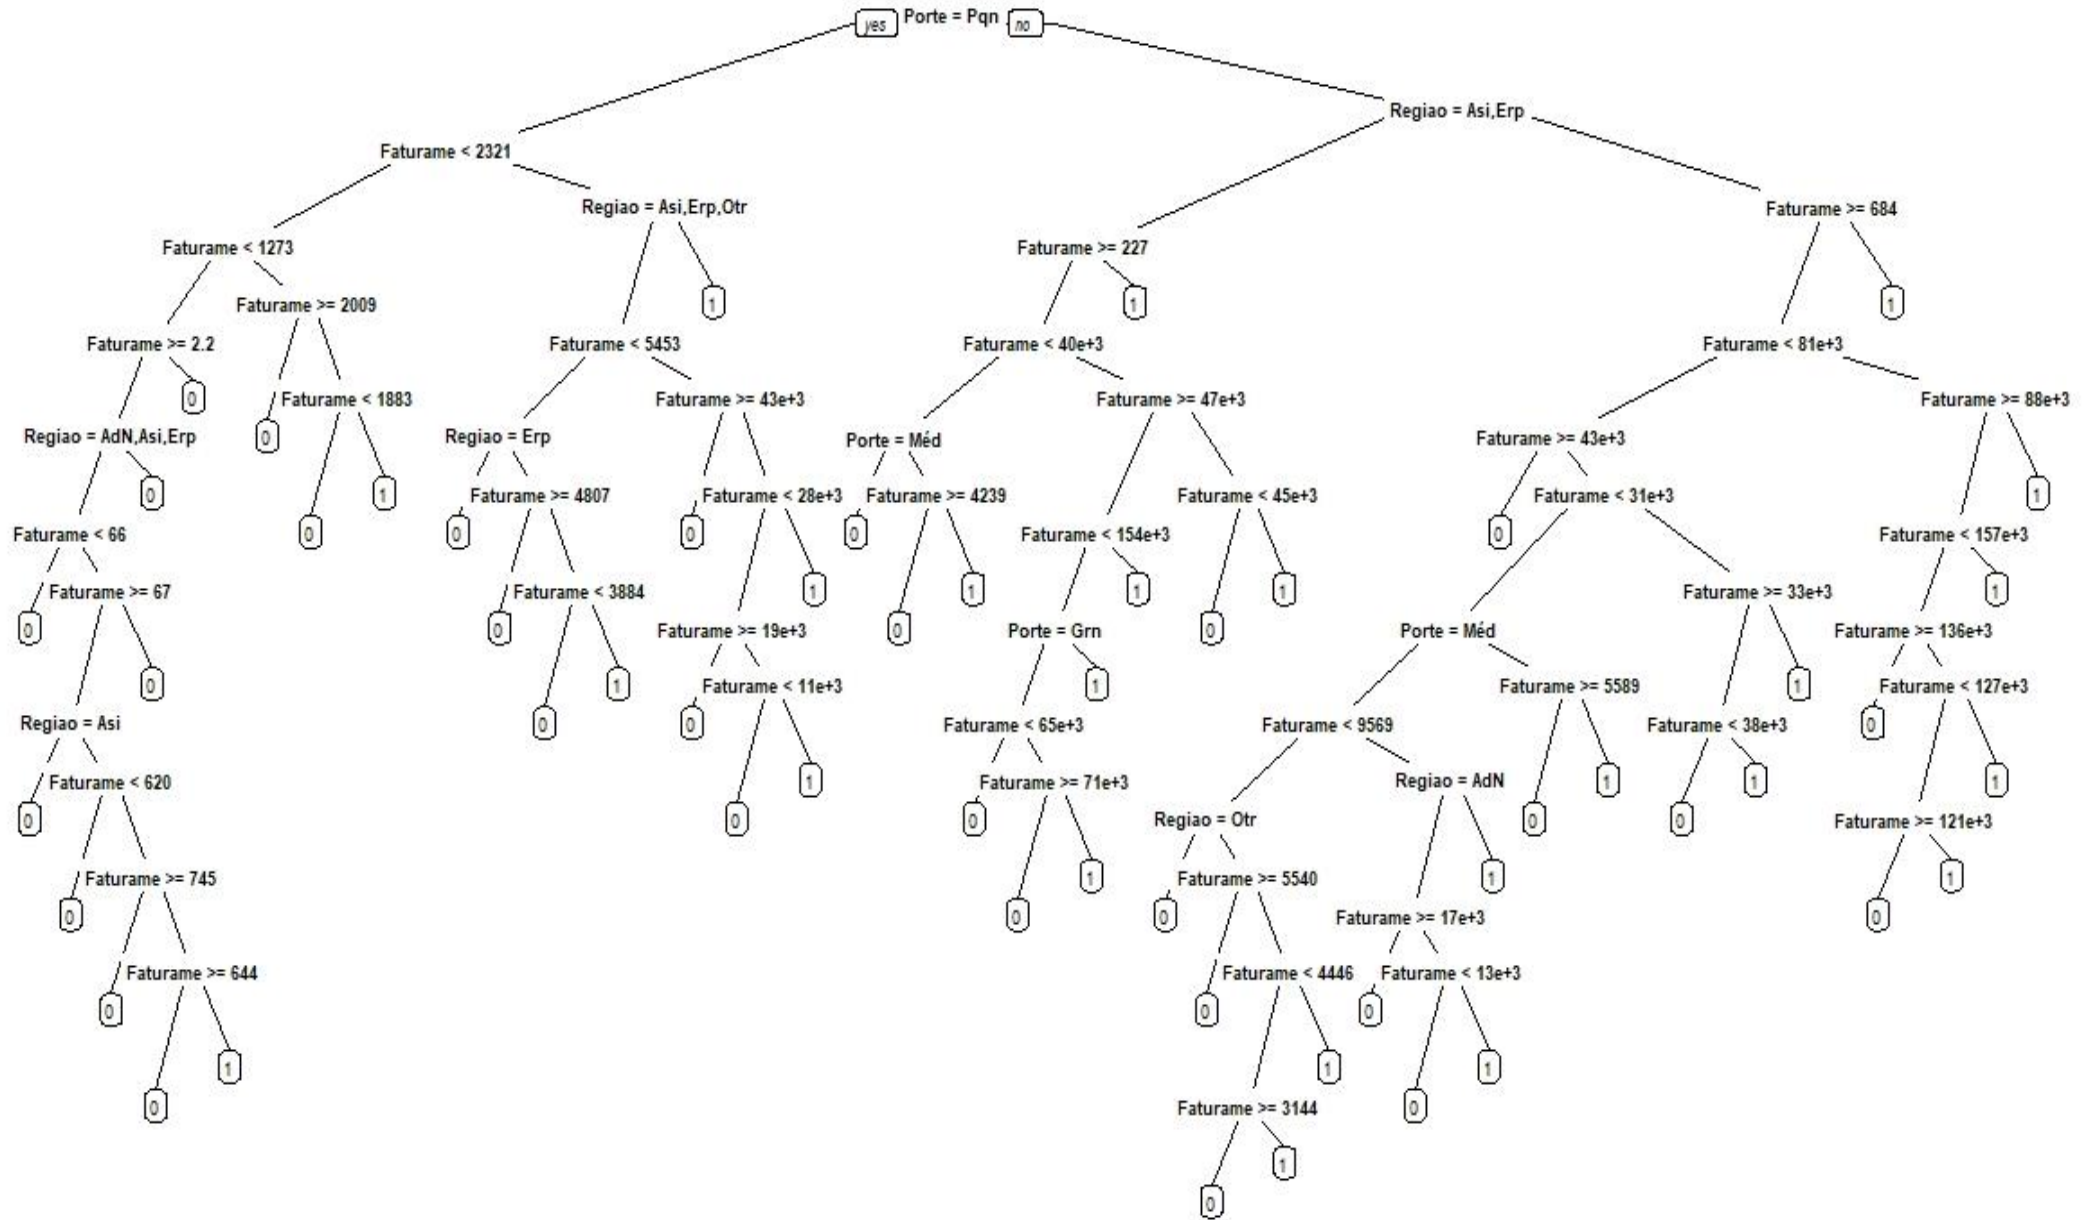 yes Porte = Pqn no
Regiao = Asi,Erp
Faturame < 2321
Regiao = Asi,Erp,Otr
Faturame >= 684
Faturame < 1273
Faturame >= 227
Faturame >= 2009
1
1
1
Faturame >= 2.2
Faturame < 5453
Faturame < 40e+3
Faturame < 81e+3
0
Faturame < 1883
Faturame >= 43e+3
Faturame >= 47e+3
Faturame >= 88e+3
Regiao = AdN,Asi,Erp
0
Regiao = Erp
Porte = Méd
Faturame >= 43e+3
0
1
Faturame >= 4807
Faturame < 28e+3
Faturame >= 4239
Faturame < 45e+3
Faturame < 31e+3
1
Faturame < 66
0
0
0
0
Faturame < 154e+3
0
Faturame < 157e+3
Faturame >= 67
Faturame < 3884
1
1
1
1
Faturame >= 33e+3
1
0
0
Faturame >= 19e+3
0
Porte = Grn
0
Porte = Méd
Faturame >= 136e+3
0
1
Faturame < 11e+3
1
Faturame >= 5589
1
Faturame < 127e+3
Regiao = Asi
0
0
Faturame < 65e+3
Faturame < 9569
Faturame < 38e+3
0
Faturame < 620
1
Faturame >= 71e+3
Regiao = AdN
1
1
1
0
0
0
Regiao = Otr
0
0
Faturame >= 121e+3
Faturame >= 745
1
Faturame >= 5540
1
1
0
0
0
Faturame >= 17e+3
0
Faturame >= 644
Faturame < 4446
Faturame < 13e+3
0
0
0
1
1
1
0
Faturame >= 3144
0
1
0